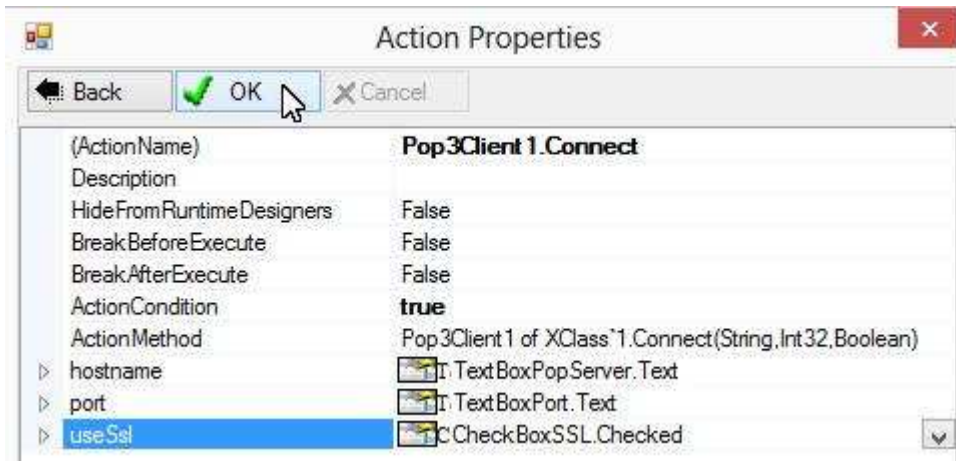 Action Properties
Back OK Cancel
(ActionName) Pop3Client1.Connect
Description
HideFromRuntimeDesigners False
BreakBeforeExecute False
BreakAfterExecute False
ActionCondition true
ActionMethod Pop3Client1 of XClass`1.Connect(String,Int32,Boolean)
hostname T.TextBoxPopServer.Text
port T.TextBoxPort.Text
useSsl C CheckBoxSSL.Checked